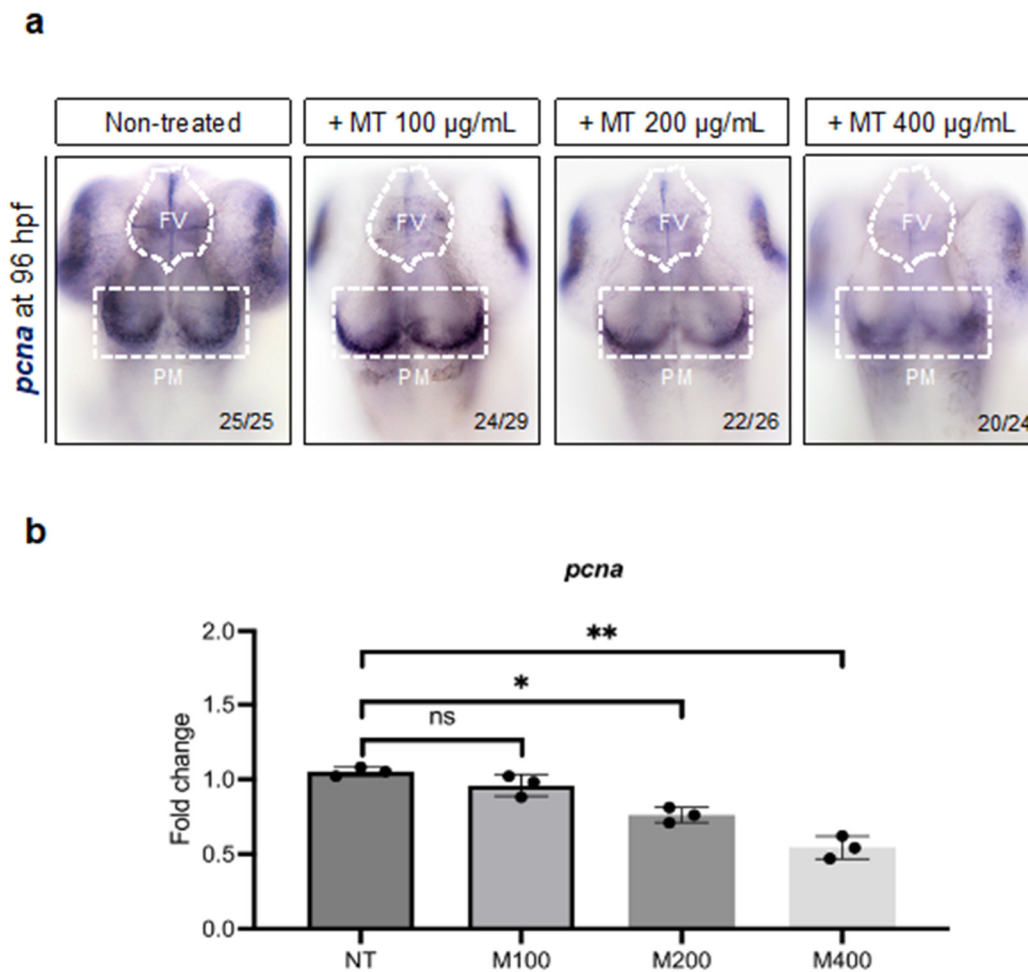 a
Non-treated
+ MT 100 µg/mL
+ MT 200 µg/mL
+ MT 400 µg/mL
pcna at 96 hpf
FV
FV
FV
FV
PM
PM
PM
PM
25/25
24/29
22/26
20/24
b
pcna
**
*
ns
Fold change
2.0
1.5
1.0
0.5
0.0
NT
M100
M200
M400